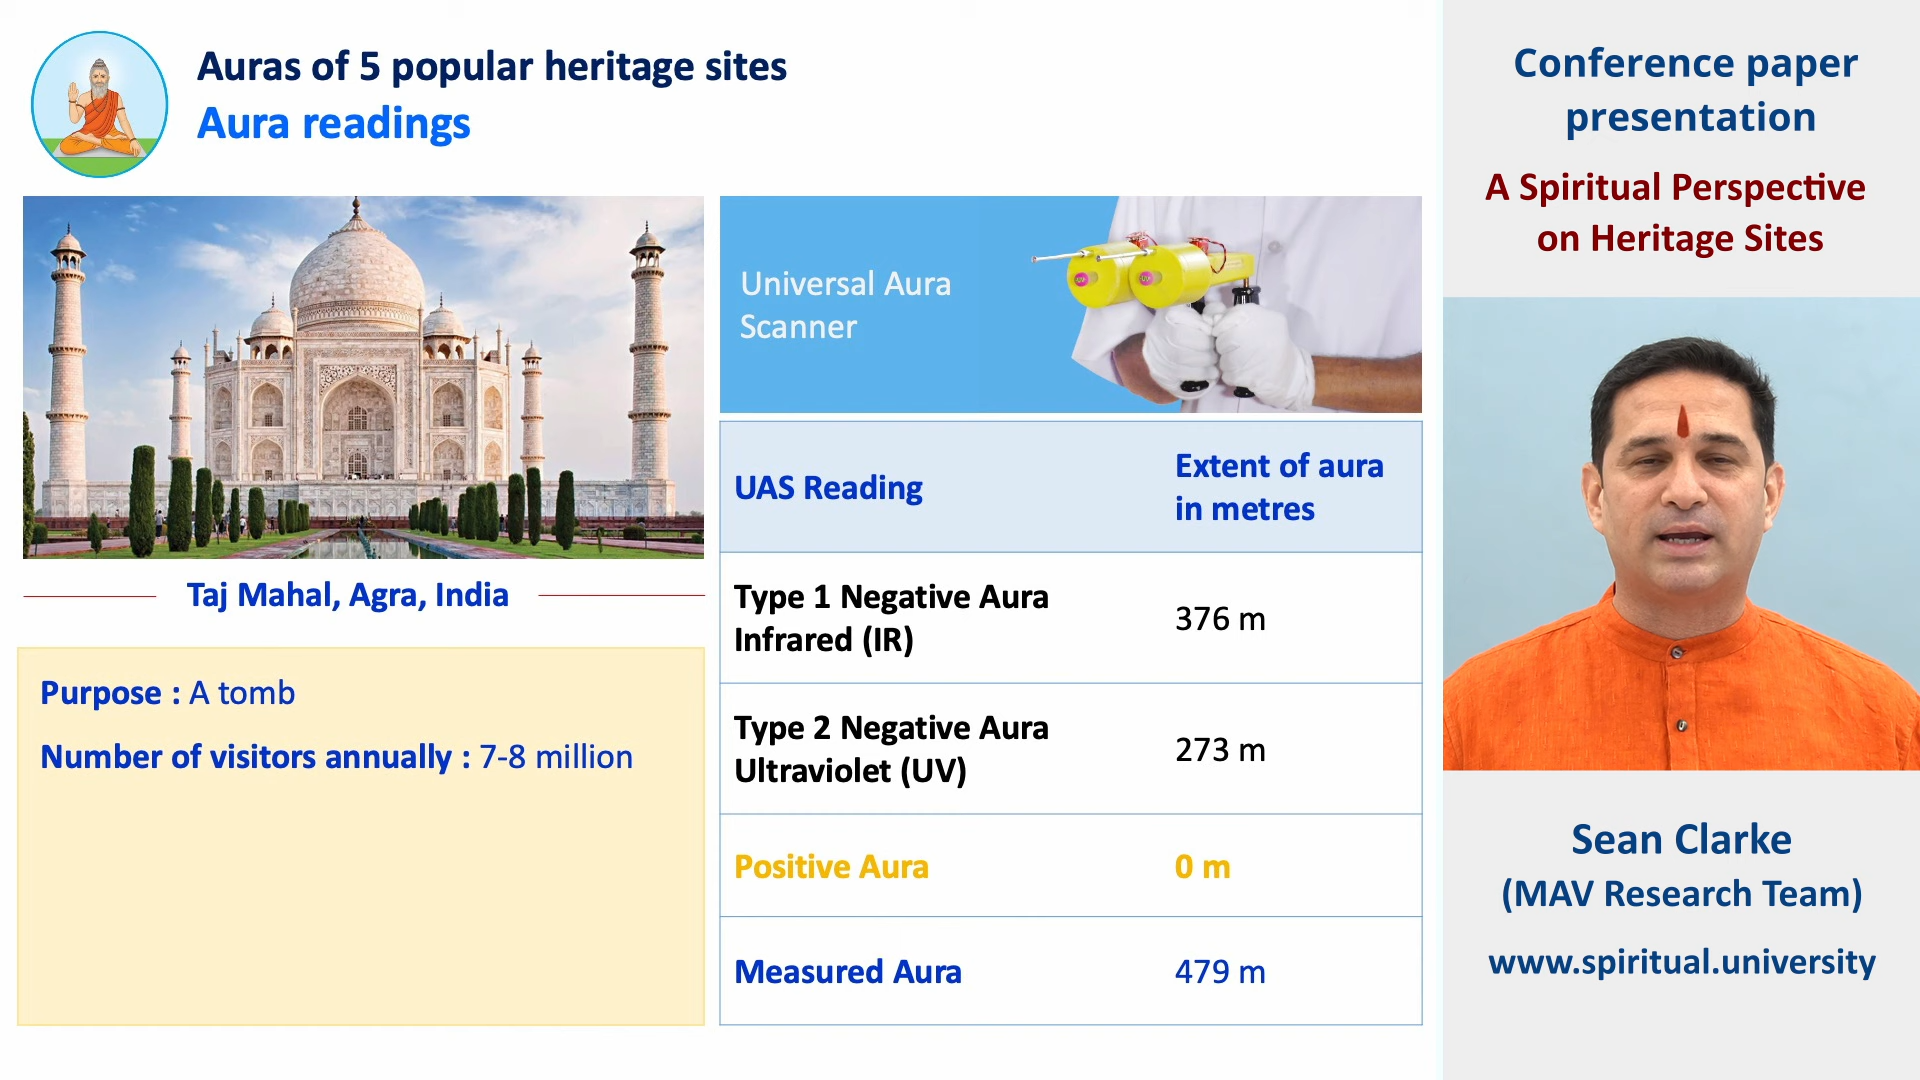 Auras of 5 popular heritage sites
Aura readings
Taj Mahal, Agra, India
Purpose : A tomb
Number of visitors annually : 7-8 million
Universal Aura
Scanner
UAS Reading
Extent of aura
in metres
Type 1 Negative Aura
Infrared (IR)
376 m
Type 2 Negative Aura
Ultraviolet (UV)
273 m
Positive Aura
0 m
Measured Aura
479 m
Conference paper
presentation
A Spiritual Perspective
on Heritage Sites
Sean Clarke
(MAV Research Team)
www.spiritual.university